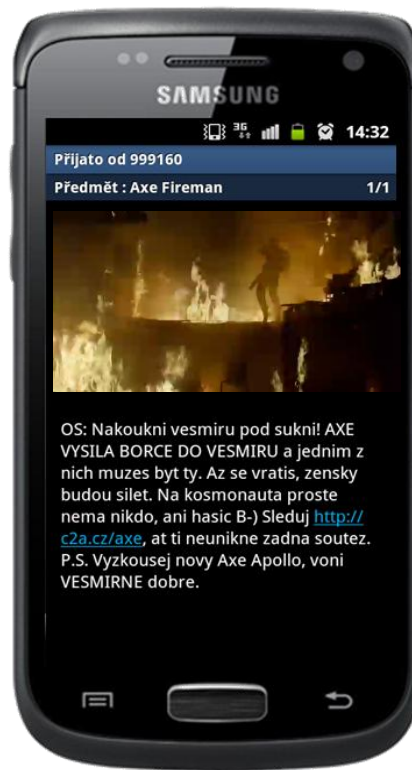 SAMSUNG
3G 14:32
Přijato od 999160
Předmět : Axe Fireman 1/1
OS: Nakoukni vesmiru pod sukni! AXE
VYSILA BORCE DO VESMIRU a jednim z
nich muzes byt ty. Az se vratis, zensky
budou silet. Na kosmonauta proste
nema nikdo, ani hasic B-) Sleduj http://
c2a.cz/axe, at ti neunikne zadna soutez.
P.S. Vyzkousej novy Axe Apollo, voni
VESMIRNE dobre.